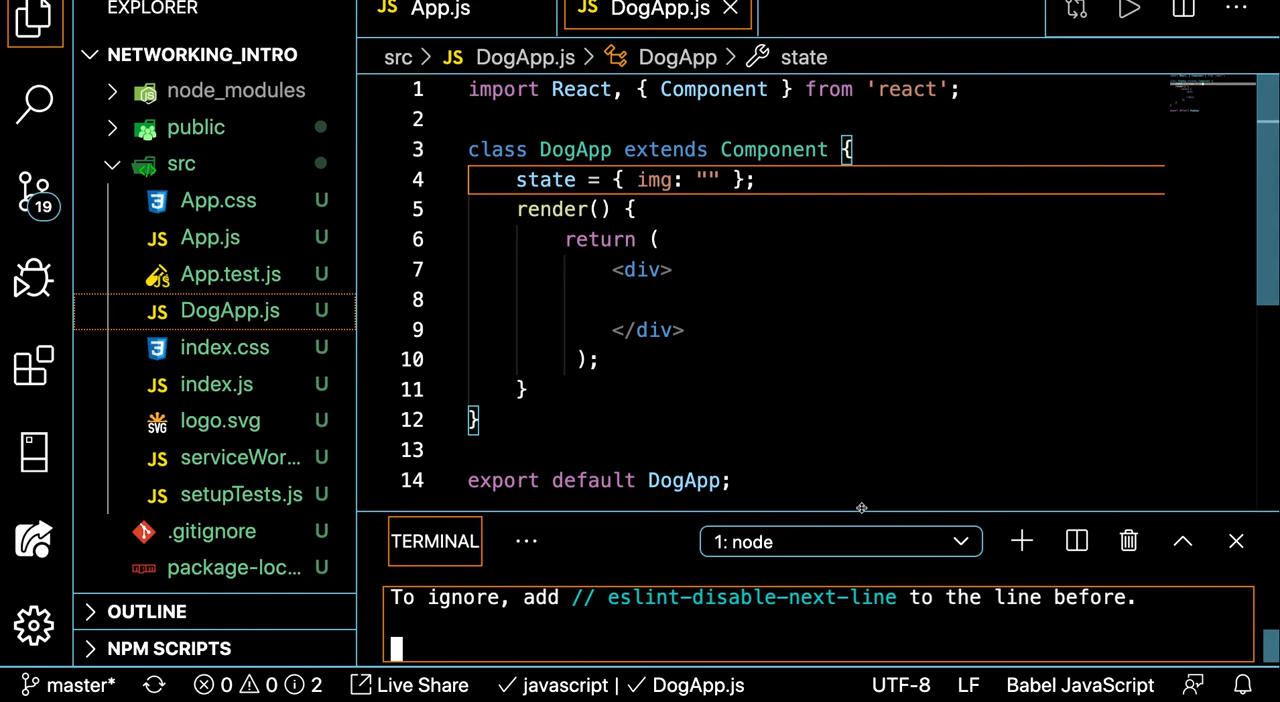 EXPLORER
NETWORKING_INTRO
node_modules
public
src
App.css U
App.js U
App.test.js U
DogApp.js U
index.css U
index.js U
logo.svg U
serviceWor... U
setupTests.js U
.gitignore U
package-loc... U
OUTLINE
NPM SCRIPTS
19
JS App.js
JS DogApp.js
src > JS DogApp.js > DogApp > state
1 import React, { Component } from 'react';
2
3 class DogApp extends Component {
4 state = { img: "" };
5 render() {
6 return (
7 <div>
8
9 </div>
10 );
11 }
12 }
13
14 export default DogApp;
TERMINAL ... 1: node
To ignore, add // eslint-disable-next-line to the line before.
master* 0 0 2 Live Share ✓ javascript | ✓ DogApp.js UTF-8 LF Babel JavaScript